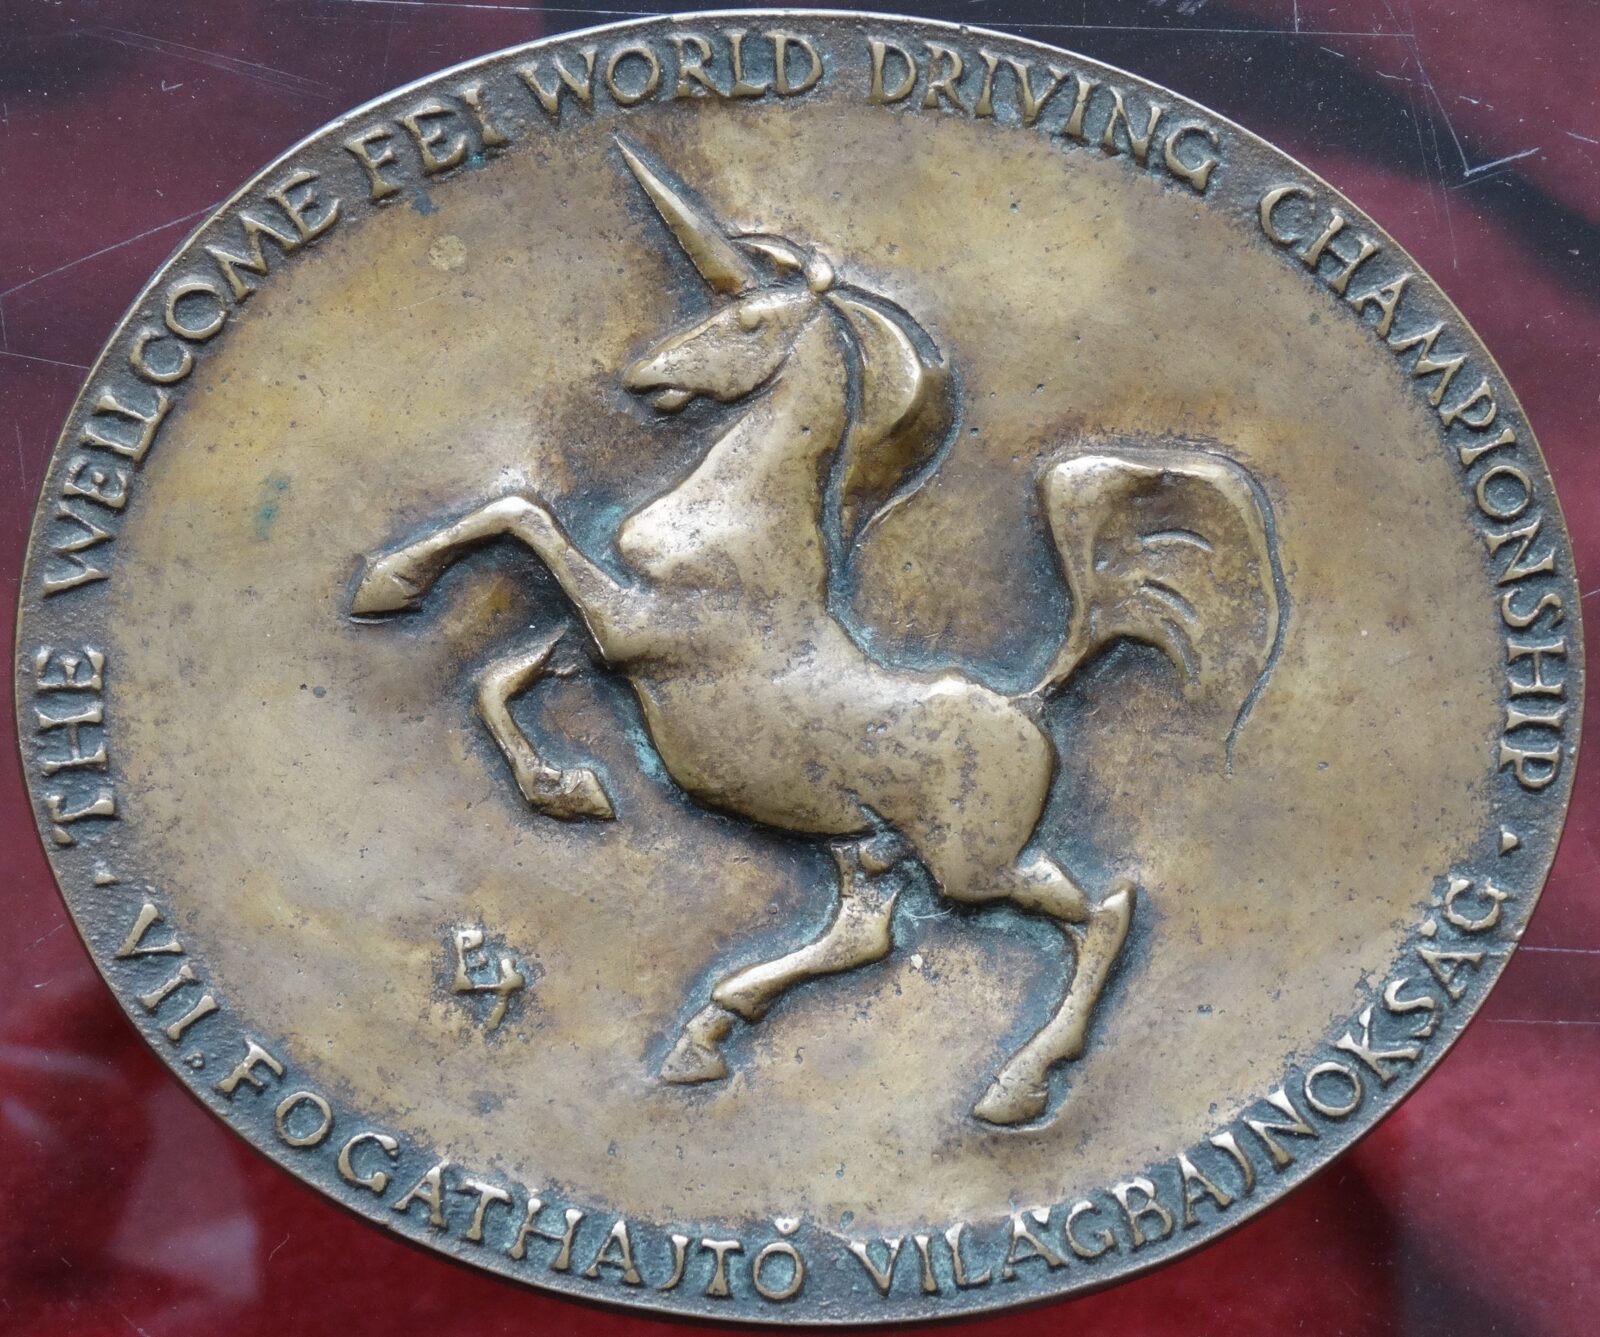 · THE WELLCOME FEI WORLD DRIVING CHAMPIONSHIP ·
VII. FOGATHAJTÓ VILÁGBAJNOKSÁG